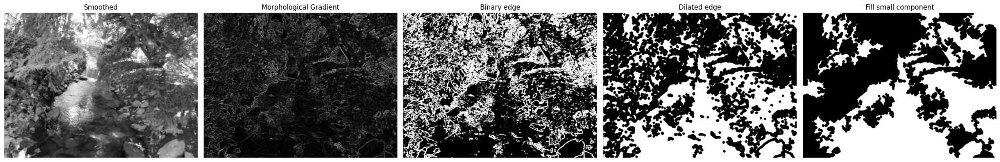 Smoothed
Morphological Gradient
Binary edge
Dilated edge
Fill small component